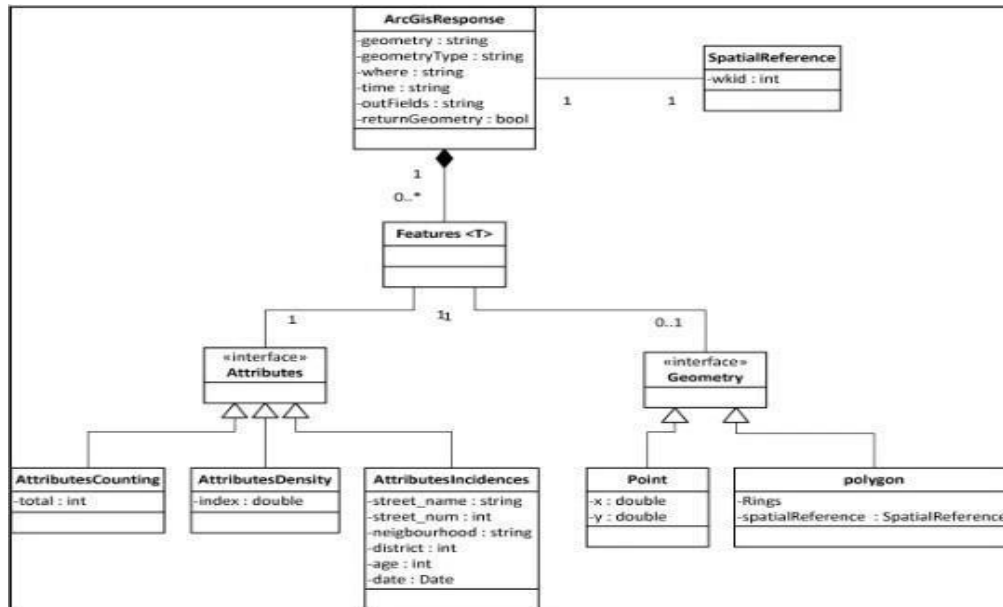 ArcGisResponse
-geometry : string
-geometryType : string
-where : string
-time : string
-outFields : string
-returnGeometry : bool
SpatialReference
-wkid : int
1
1
1
0..*
Features <T>
1
1
1
0..1
«interface»
Attributes
«interface»
Geometry
AttributesCounting
-total : int
AttributesDensity
-index : double
AttributesIncidences
-street_name : string
-street_num : int
-neigbourhood : string
-district : int
-age : int
-date : Date
Point
-x : double
-y : double
polygon
-Rings
-spatialReference : SpatialReference